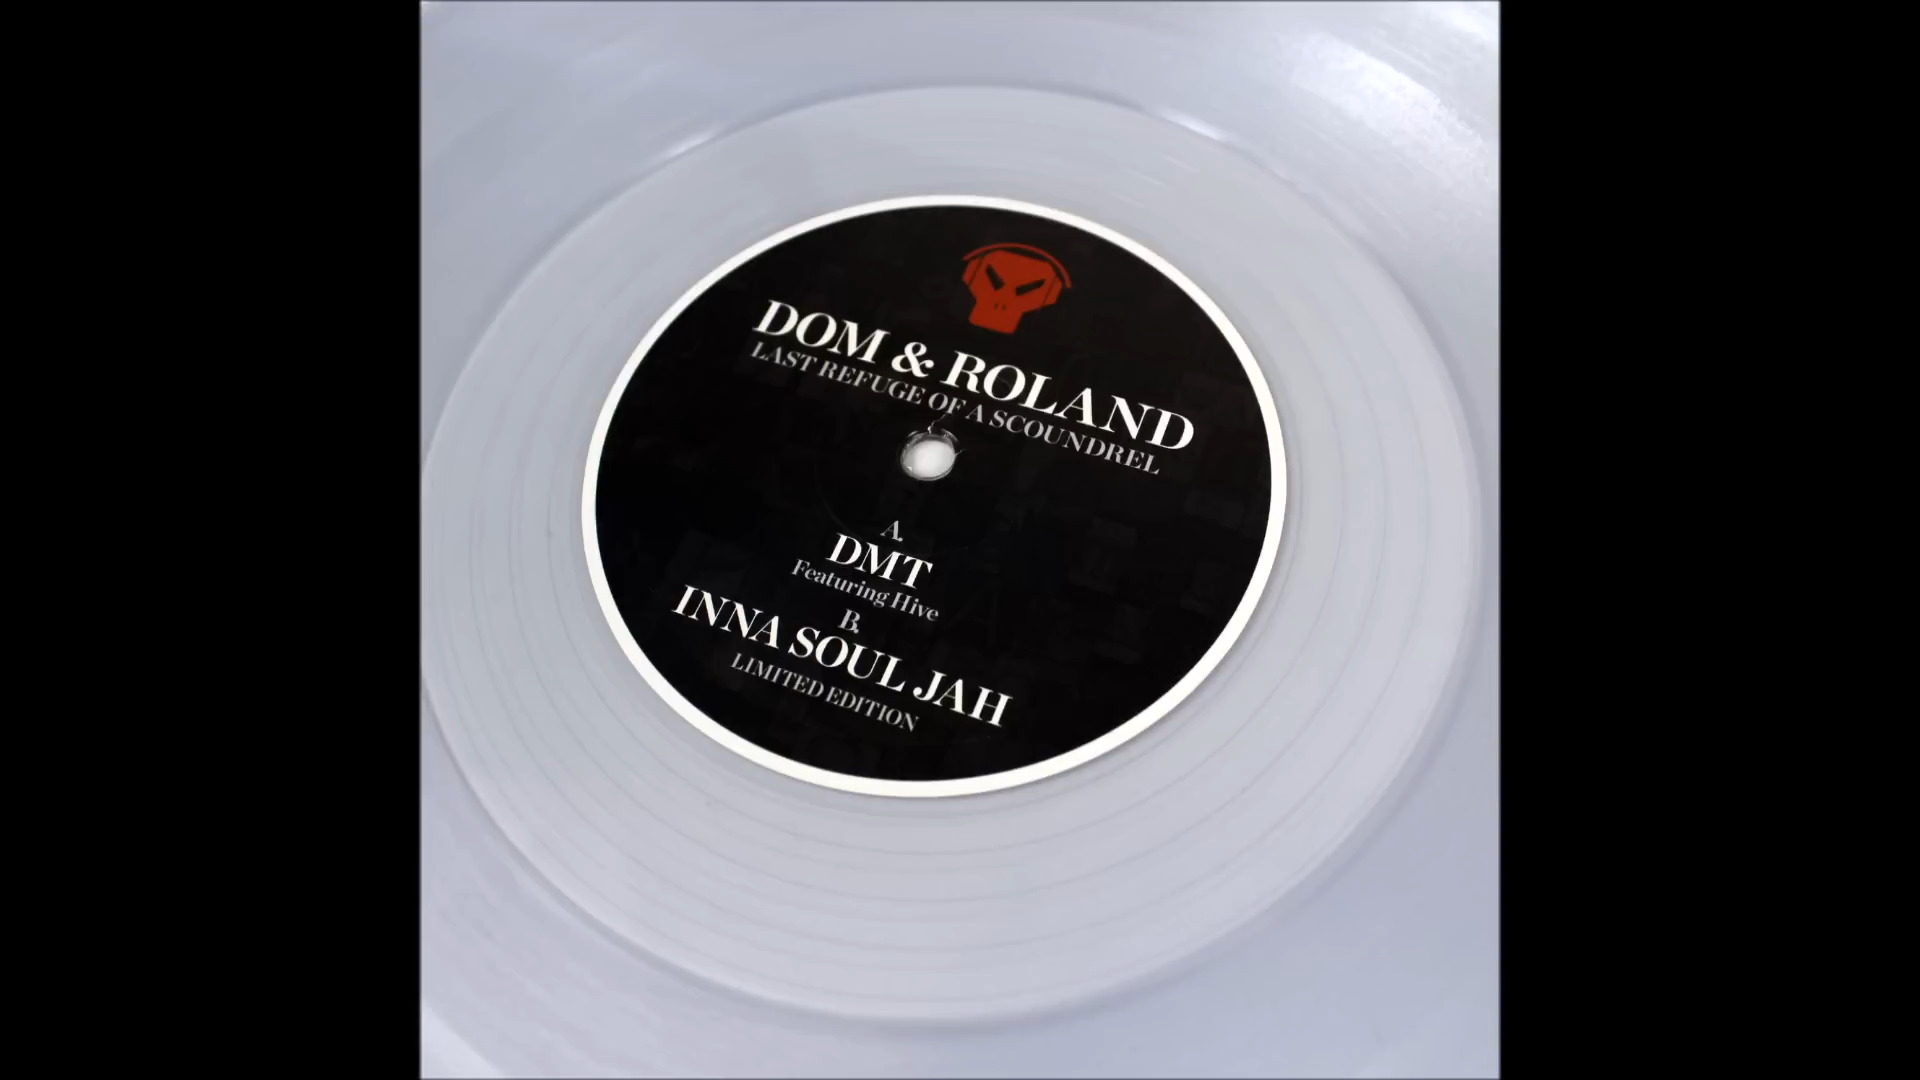 DOM & ROLAND
LAST REFUGE OF A SCOUNDREL
A.
DMT
Featuring Hive
B.
INNA SOUL JAH
LIMITED EDITION